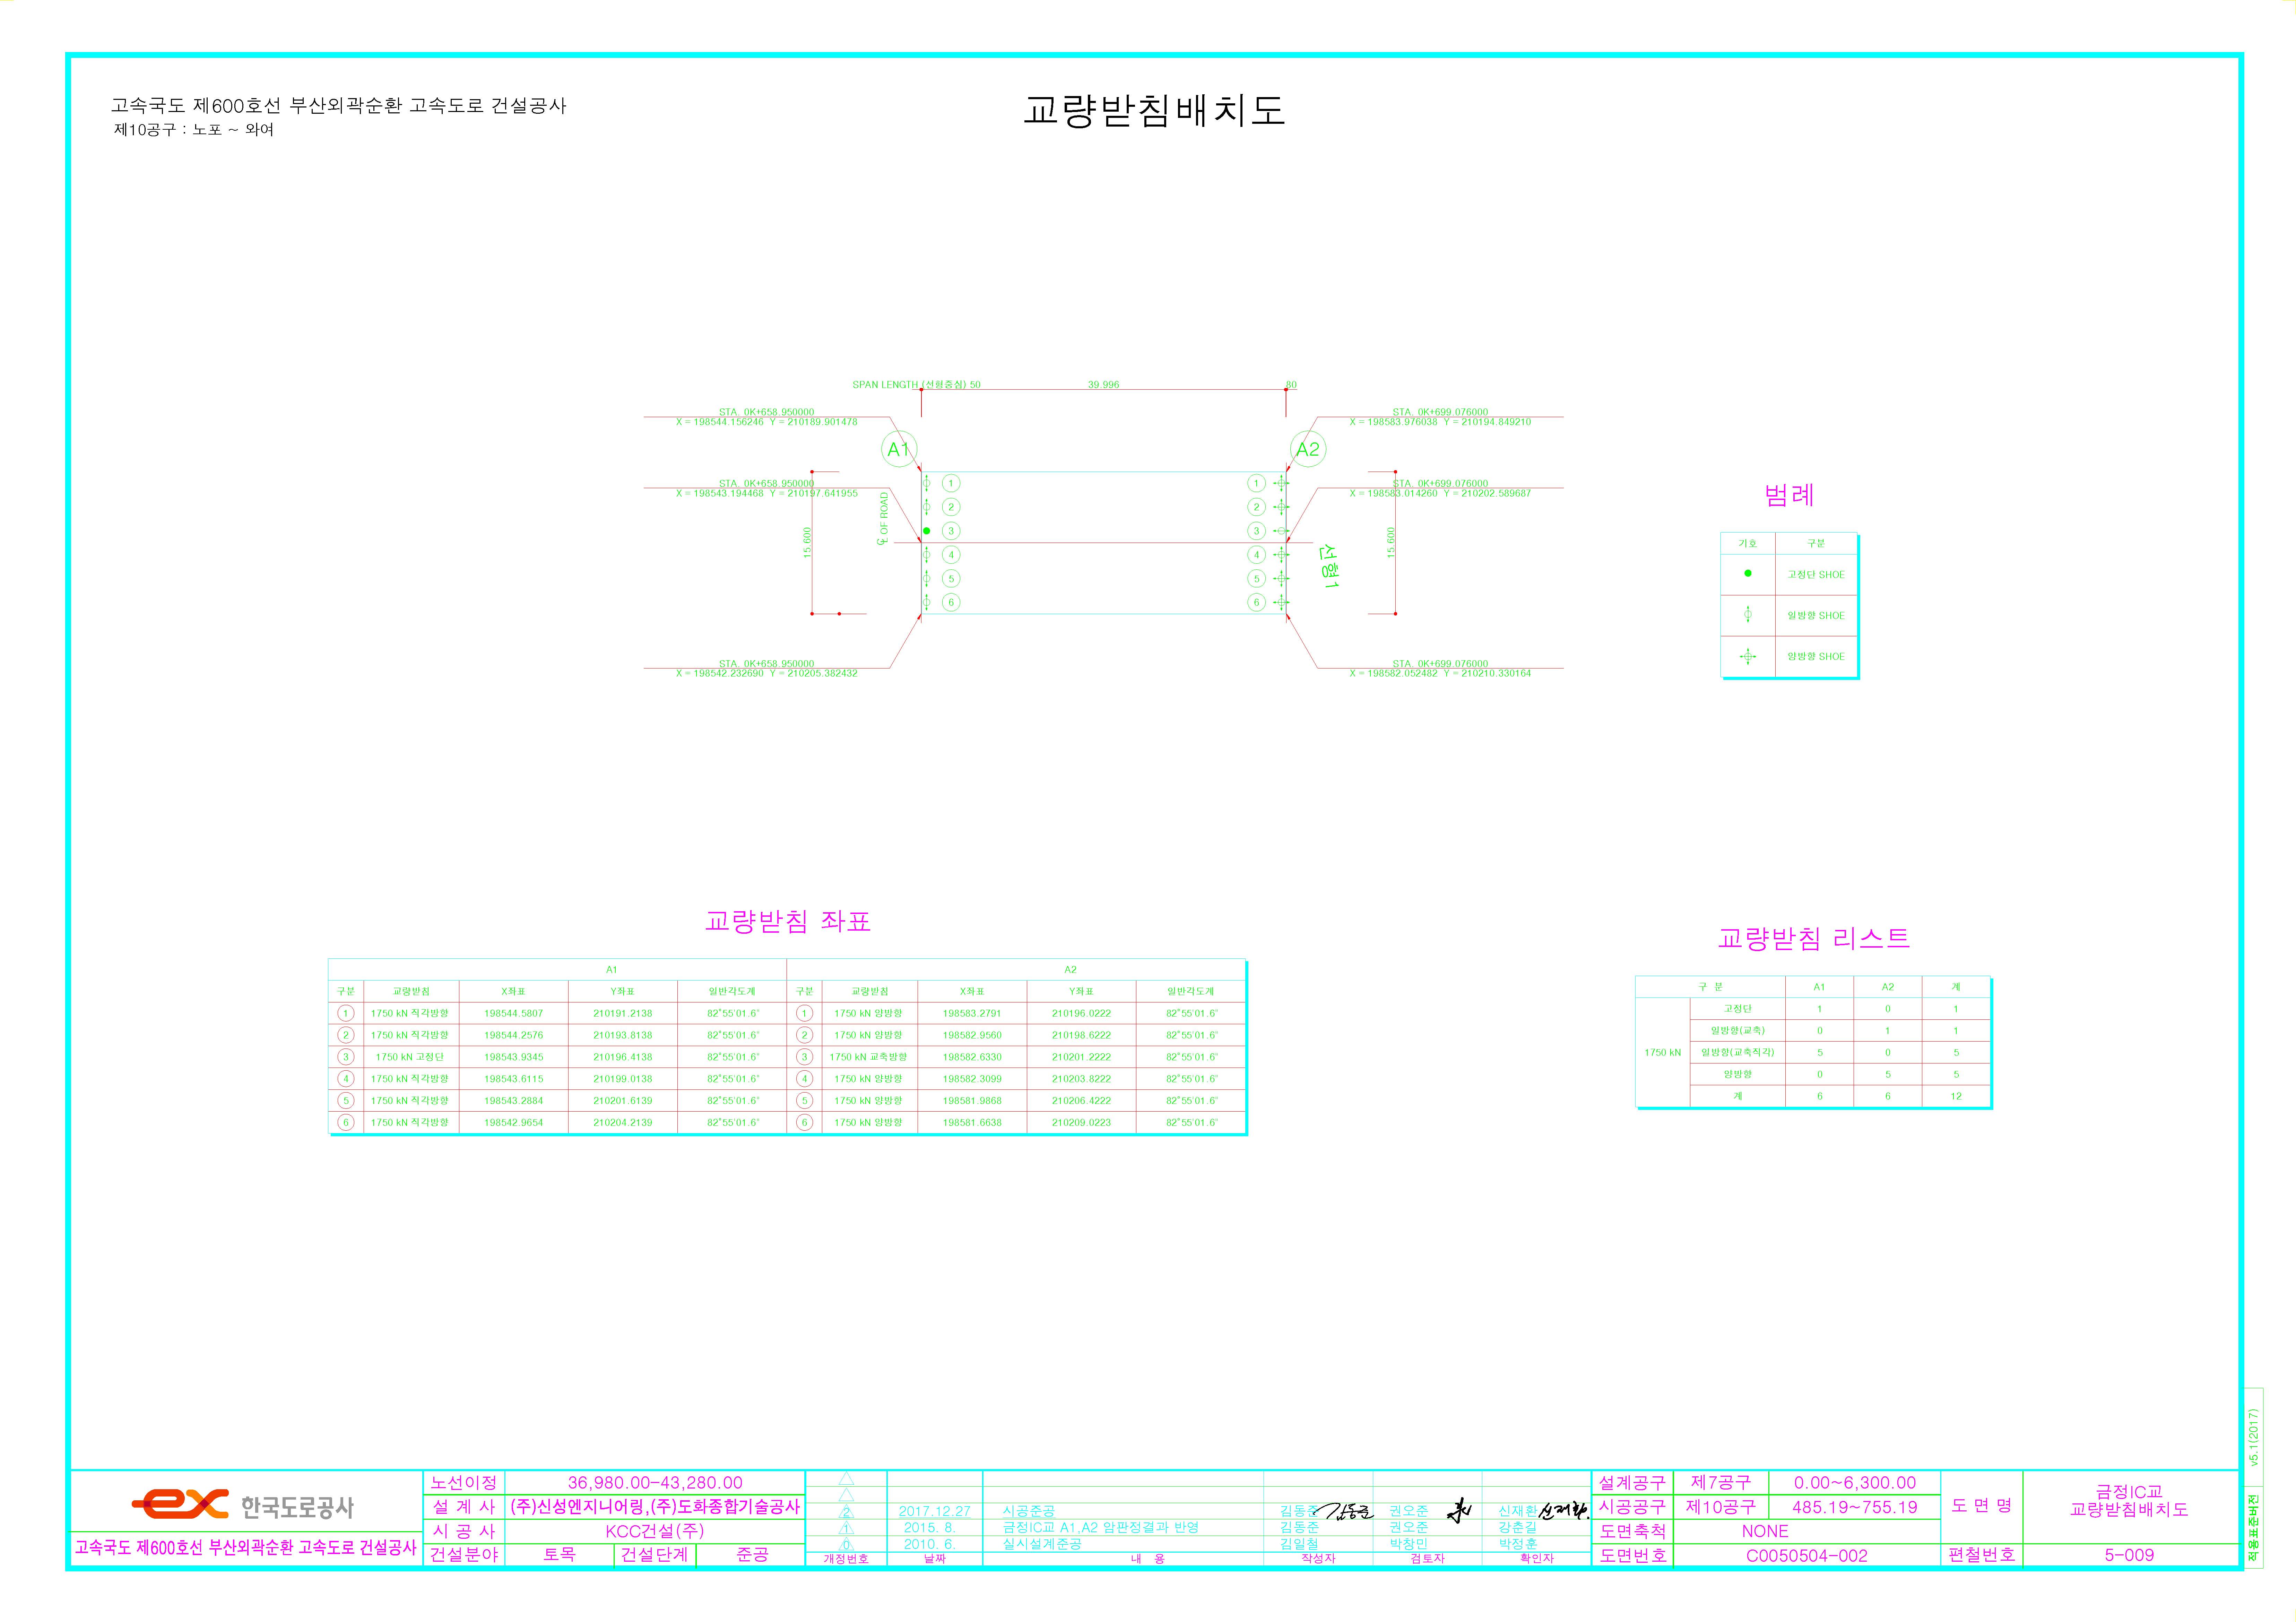 고속국도 제600호선 부산외곽순환 고속도로 건설공사
제10공구 : 노포 ~ 와여
교량받침배치도
SPAN LENGTH (선형중심) 50 39.996 80
STA. 0K+658.950000
X = 198544.156246 Y = 210189.901478
STA. 0K+699.076000
X = 198583.976038 Y = 210194.849210
A1 A2
STA. 0K+658.950000
X = 198543.194468 Y = 210197.641955
STA. 0K+699.076000
X = 198583.014260 Y = 210202.589687
15.600
℄ OF ROAD
1 1
2 2
3 3
4 4
5 5
6 6
선형1
15.600
STA. 0K+658.950000
X = 198542.232690 Y = 210205.382432
STA. 0K+699.076000
X = 198582.052482 Y = 210210.330164
범례
기호 구분
고정단 SHOE
일방향 SHOE
양방향 SHOE
교량받침 좌표
A1 A2
구분 교량받침 X좌표 Y좌표 일반각도계 구분 교량받침 X좌표 Y좌표 일반각도계
1 1750 kN 직각방향 198544.5807 210191.2138 82°55'01.6" 1 1750 kN 양방향 198583.2791 210196.0222 82°55'01.6"
2 1750 kN 직각방향 198544.2576 210193.8138 82°55'01.6" 2 1750 kN 양방향 198582.9560 210198.6222 82°55'01.6"
3 1750 kN 고정단 198543.9345 210196.4138 82°55'01.6" 3 1750 kN 교축방향 198582.6330 210201.2222 82°55'01.6"
4 1750 kN 직각방향 198543.6115 210199.0138 82°55'01.6" 4 1750 kN 양방향 198582.3099 210203.8222 82°55'01.6"
5 1750 kN 직각방향 198543.2884 210201.6139 82°55'01.6" 5 1750 kN 양방향 198581.9868 210206.4222 82°55'01.6"
6 1750 kN 직각방향 198542.9654 210204.2139 82°55'01.6" 6 1750 kN 양방향 198581.6638 210209.0223 82°55'01.6"
교량받침 리스트
구 분 A1 A2 계
1750 kN
고정단 1 0 1
일방향(교축) 0 1 1
일방향(교축직각) 5 0 5
양방향 0 5 5
계 6 6 12
v5.1(2017)
적용표준버전
ex 한국도로공사
고속국도 제600호선 부산외곽순환 고속도로 건설공사
노선이정 36,980.00-43,280.00
설 계 사 (주)신성엔지니어링,(주)도화종합기술공사
시 공 사 KCC건설(주)
건설분야 토목 건설단계 준공
2 2017.12.27 시공준공 김동준 김동준 권오준 신재환 신재환
1 2015. 8. 금정IC교 A1,A2 암판정결과 반영 김동준 권오준 강춘길
0 2010. 6. 실시설계준공 김일철 박창민 박정훈
개정번호 날짜 내 용 작성자 검토자 확인자
설계공구 제7공구 0.00~6,300.00
시공공구 제10공구 485.19~755.19
도면축척 NONE
도면번호 C0050504-002
도 면 명 금정IC교
교량받침배치도
편철번호 5-009